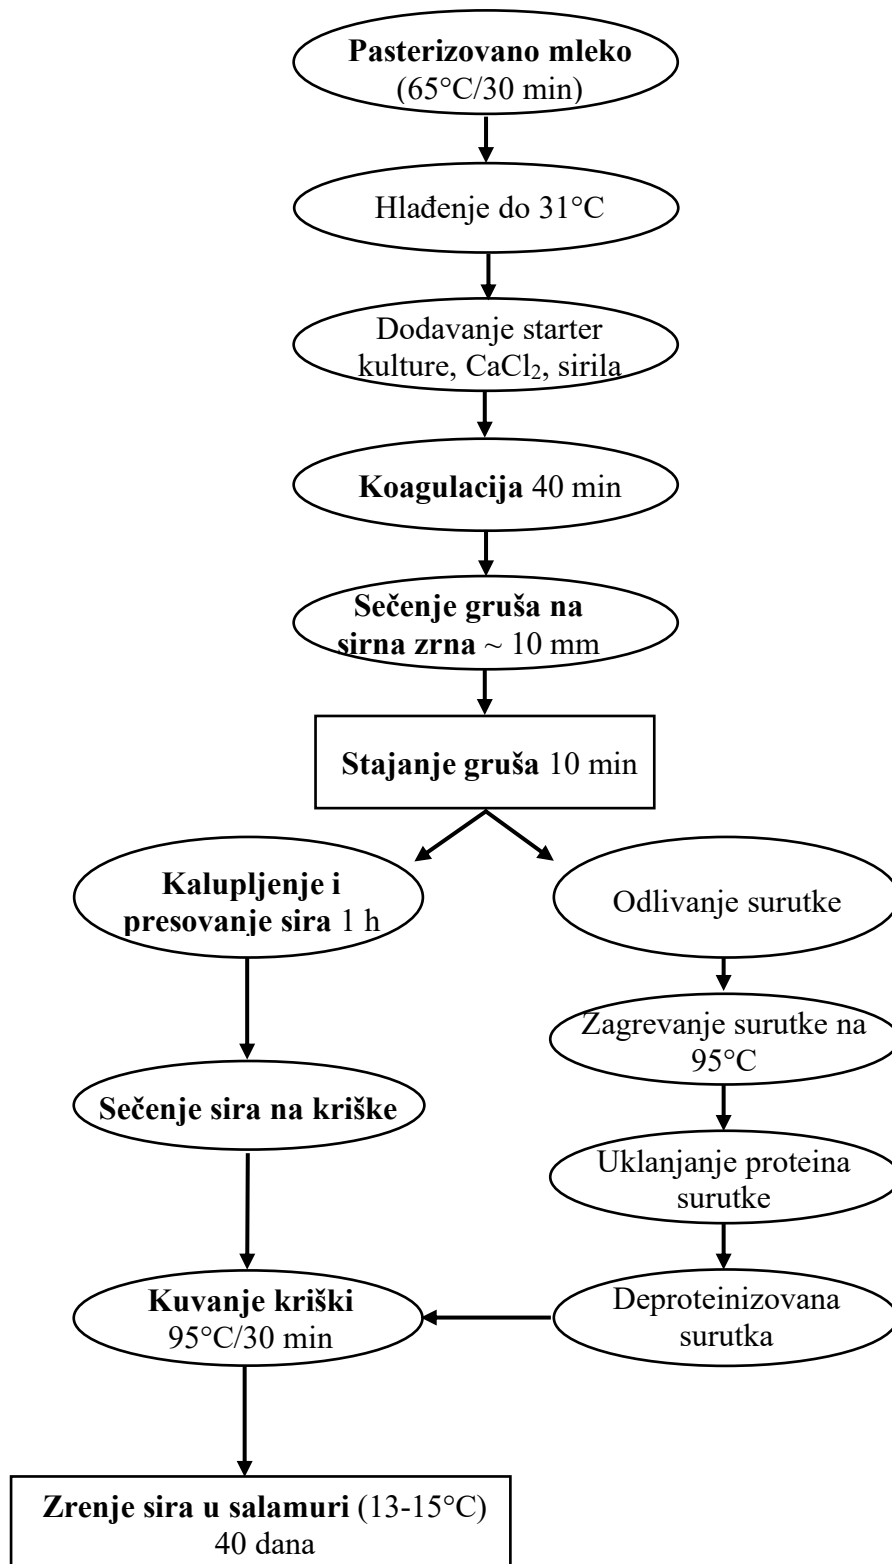 Pasterizovano mleko
(65°C/30 min)
Hlađenje do 31°C
Dodavanje starter
kulture, CaCl₂, sirila
Koagulacija 40 min
Sečenje gruša na
sirna zrna ~ 10 mm
Stajanje gruša 10 min
Kalupljenje i
presovanje sira 1 h
Odlivanje surutke
Zagrevanje surutke na
95°C
Sečenje sira na kriške
Uklanjanje proteina
surutke
Kuvanje kriški
95°C/30 min
Deproteinizovana
surutka
Zrenje sira u salamuri (13-15°C)
40 dana